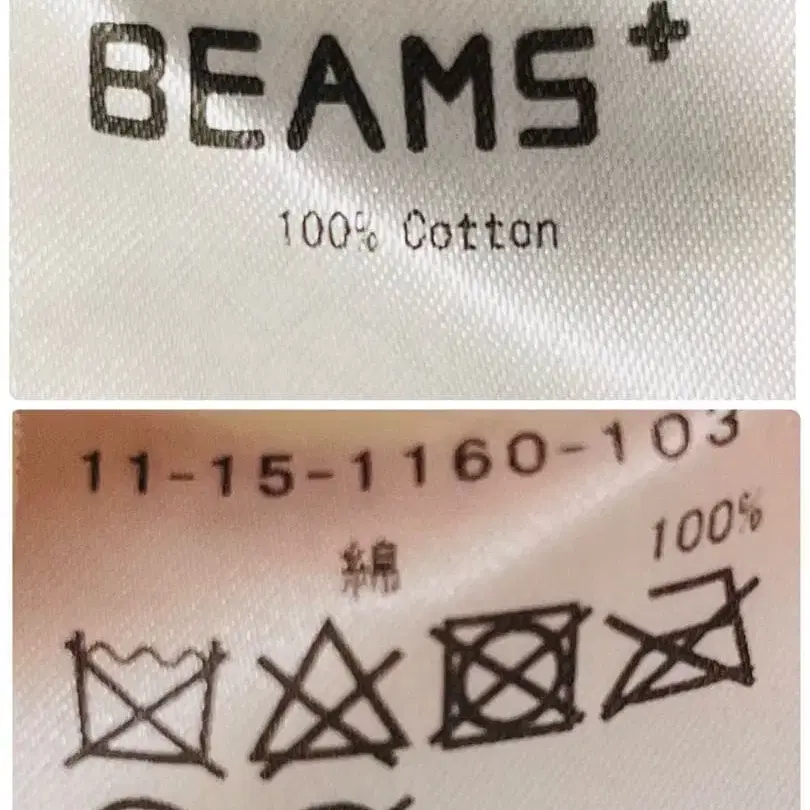 BEAMS+
100% Cotton
11-15-1160-103
綿 100%